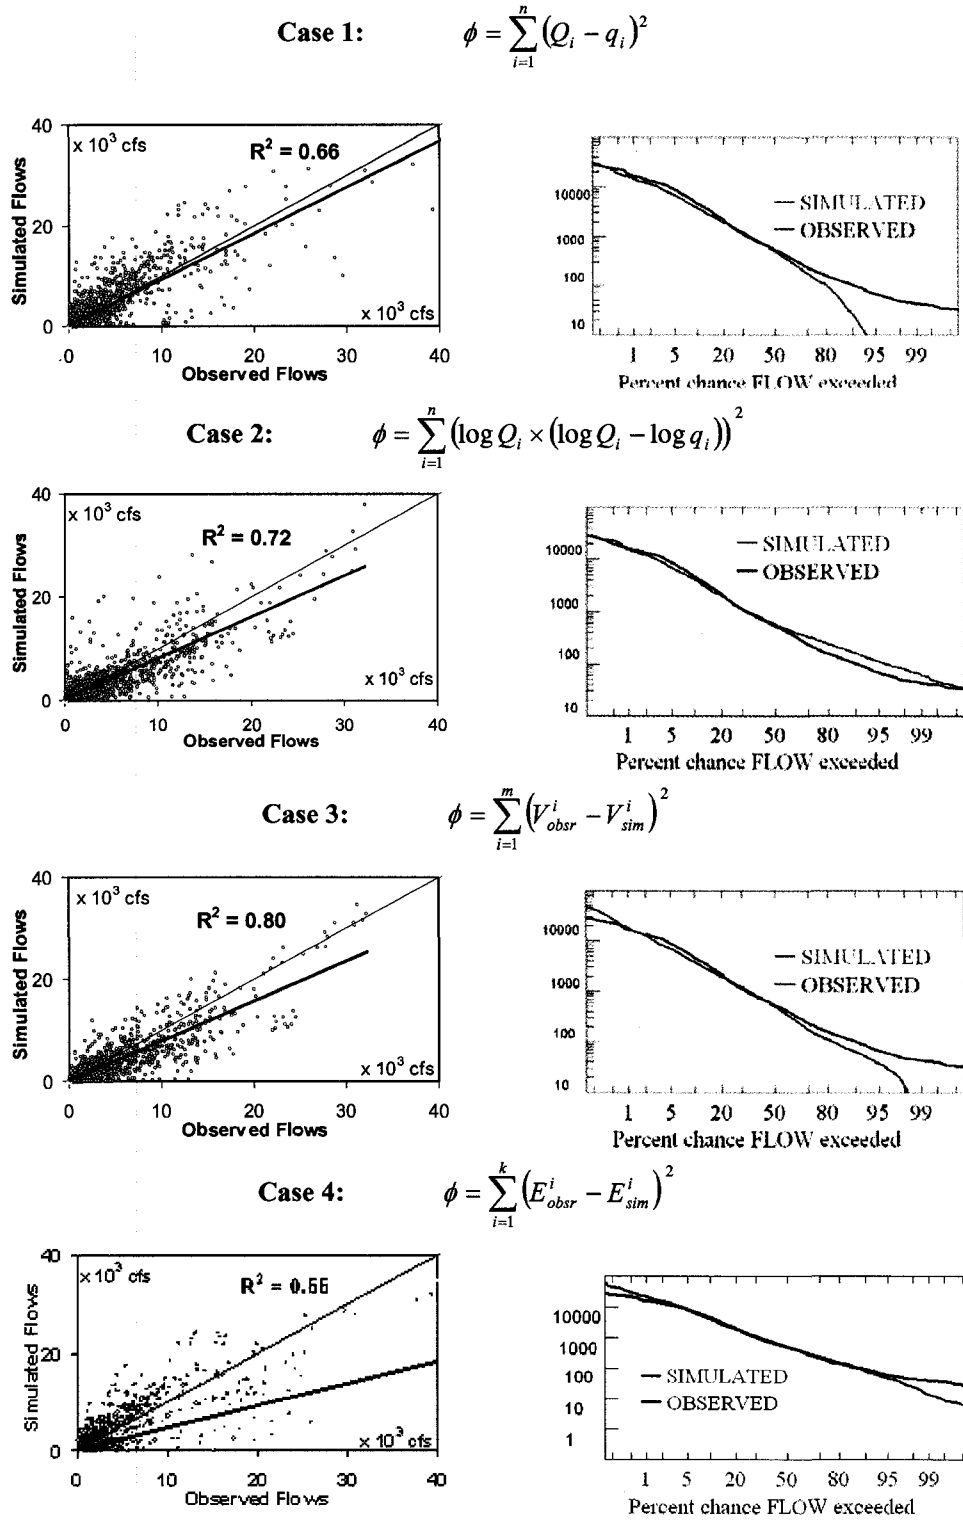 Case 1: ϕ = ∑_{i=1}^{n} (Q_i − q_i)^2
40
x 10^3 cfs
R^2 = 0.66
Simulated Flows
20
x 10^3 cfs
0
.0 10 20 30 40
Observed Flows
10000
SIMULATED
OBSERVED
1000
100
10
1 5 20 50 80 95 99
Percent chance FLOW exceeded
Case 2: ϕ = ∑_{i=1}^{n} (log Q_i × (log Q_i − log q_i))^2
40
x 10^3 cfs
R^2 = 0.72
Simulated Flows
20
x 10^3 cfs
0
0 10 20 30 40
Observed Flows
10000
SIMULATED
OBSERVED
1000
100
10
1 5 20 50 80 95 99
Percent chance FLOW exceeded
Case 3: ϕ = ∑_{i=1}^{m} (V_{obsr}^{i} − V_{sim}^{i})^2
40
x 10^3 cfs
R^2 = 0.80
Simulated Flows
20
x 10^3 cfs
0
0 10 20 30 40
Observed Flows
10000
SIMULATED
OBSERVED
1000
100
10
1 5 20 50 80 95 99
Percent chance FLOW exceeded
Case 4: ϕ = ∑_{i=1}^{k} (E_{obsr}^{i} − E_{sim}^{i})^2
40
x 10^3 cfs
Simulated Flows
20
x 10^3 cfs
0
0 10 20 30 40
Observed Flows
10000
1000
SIMULATED
100
OBSERVED
10
1
1 5 20 50 80 95 99
Percent chance FLOW exceeded